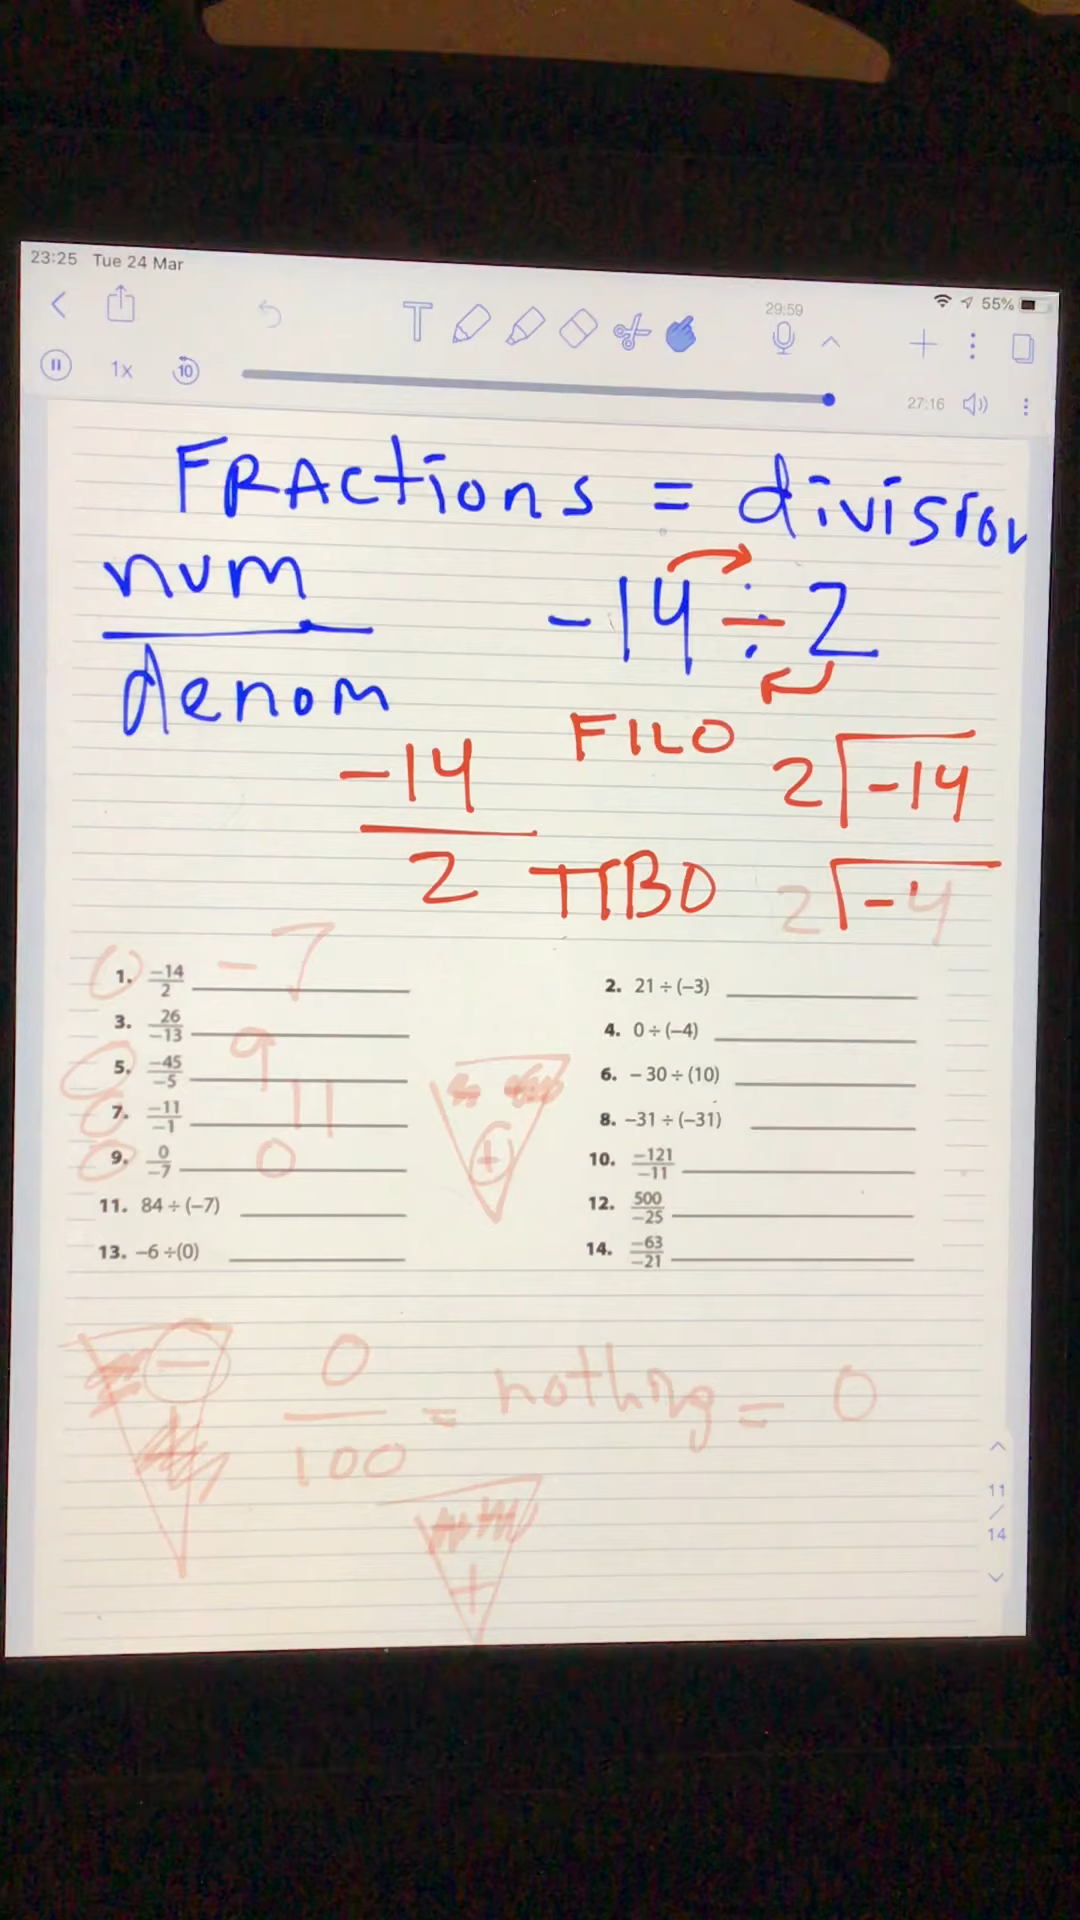 23:25 Tue 24 Mar
55%
T
29:59
1x
10
27:16
FRActions = division
num
-14 ÷ 2
denom
FILO
-14
2 -14
2
TIBO
2 -4
1. -14/2 -7
2. 21 ÷ (-3)
3. 26/-13
4. 0 ÷ (-4)
5. -45/-5 9
6. - 30 ÷ (10)
7. -11/-1 11
8. -31 ÷ (-31)
9. 0/-7 0
+
10. -121/-11
11. 84 ÷ (-7)
12. 500/-25
13. -6 ÷(0)
14. -63/-21
-
0/100 = nothing = 0
+
11
/
14